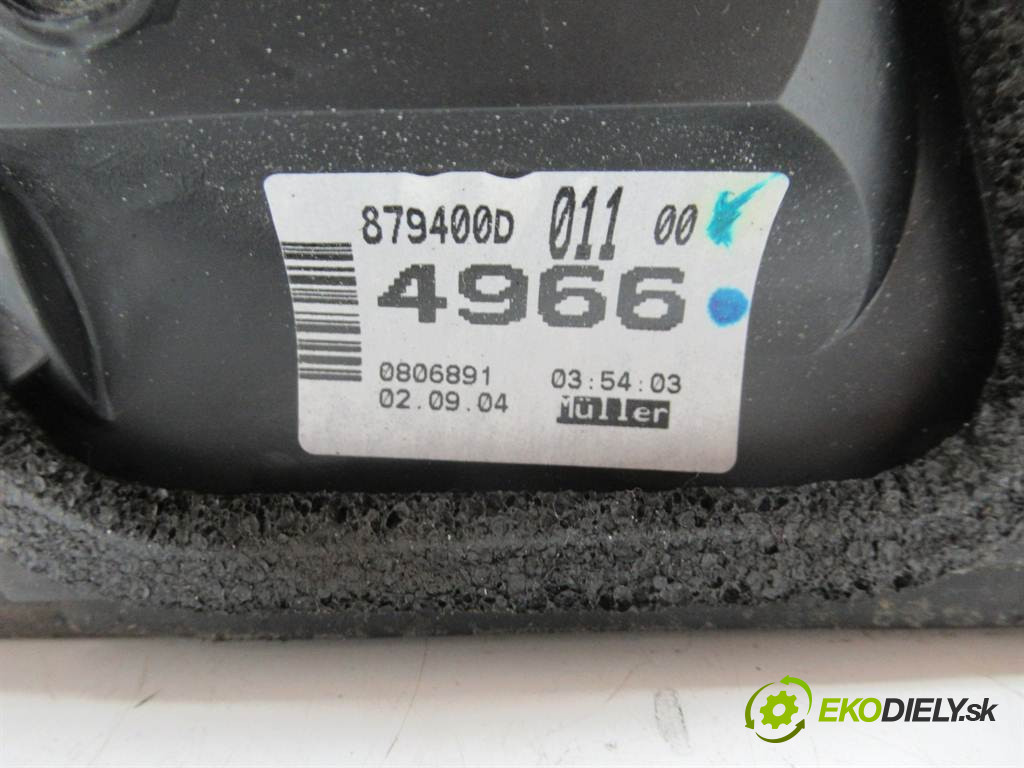 879400D 011 00
4966
0806891 03:54:03
02.09.04 Müller
EKODIELY.sk